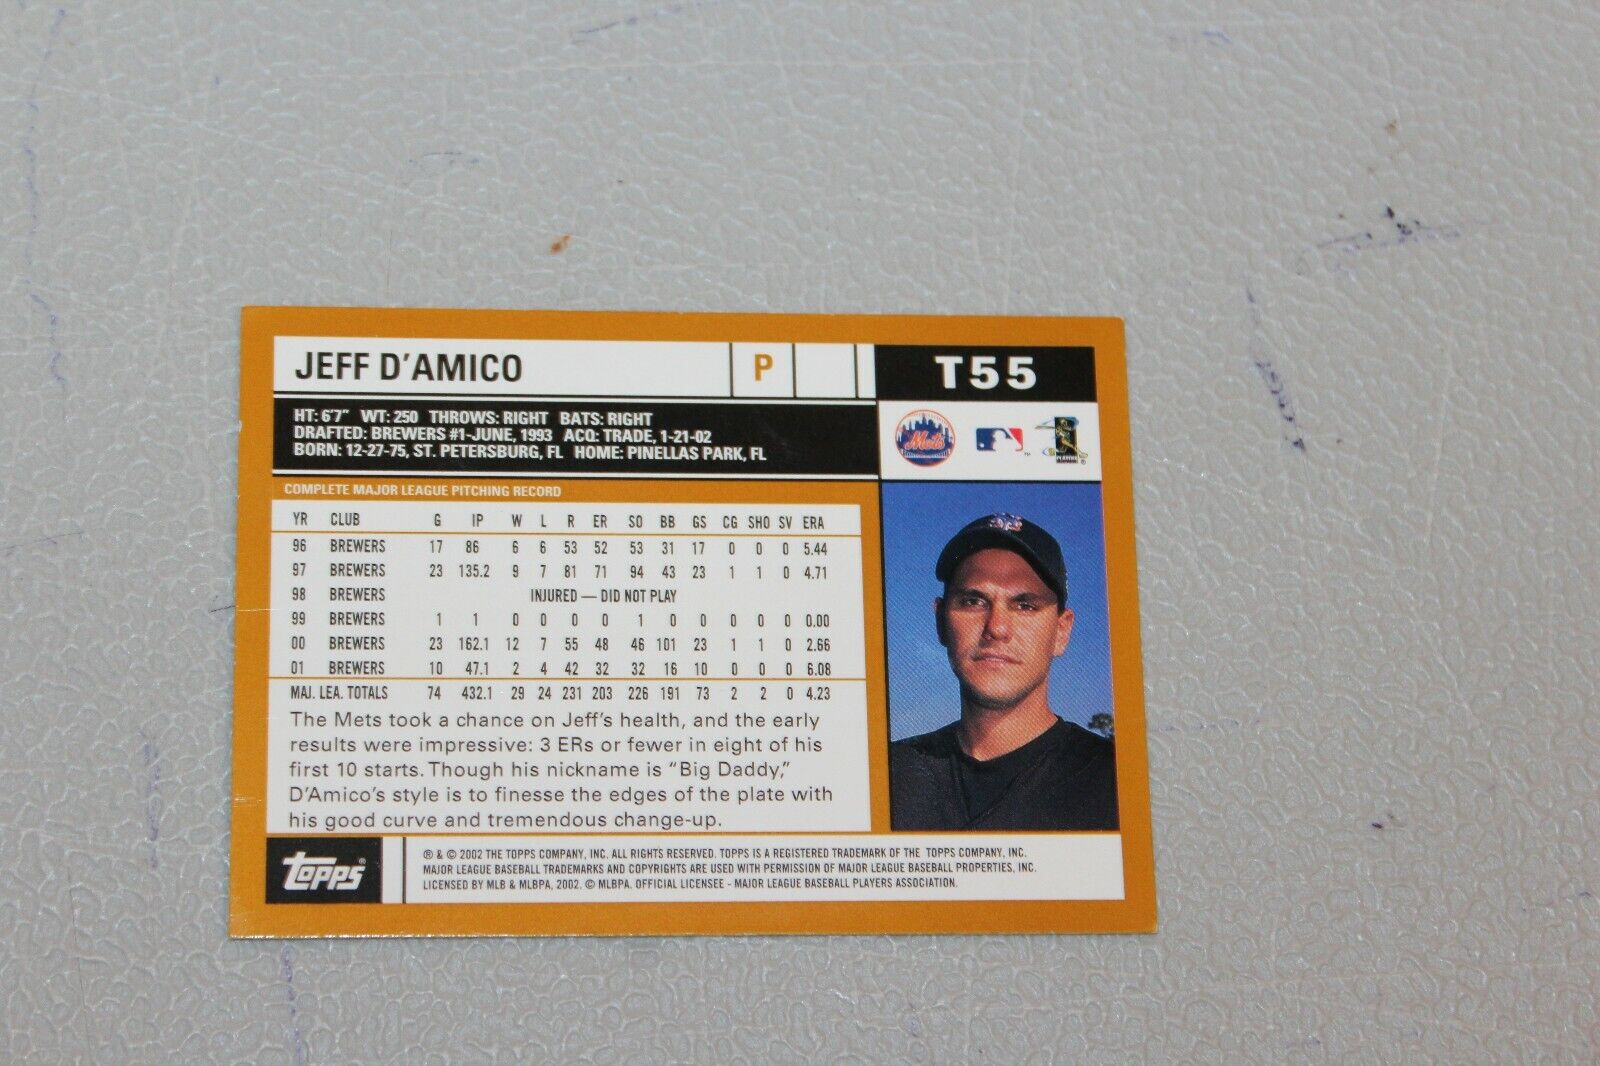 JEFF D'AMICO P T55
HT: 6'7" WT: 250 THROWS: RIGHT BATS: RIGHT
DRAFTED: BREWERS #1-JUNE, 1993 ACQ: TRADE, 1-21-02
BORN: 12-27-75, ST. PETERSBURG, FL HOME: PINELLAS PARK, FL
Mets
COMPLETE MAJOR LEAGUE PITCHING RECORD
YR CLUB G IP W L R ER SO BB GS CG SHO SV ERA
96 BREWERS 17 86 6 6 53 52 53 31 17 0 0 0 5.44
97 BREWERS 23 135.2 9 7 81 71 94 43 23 1 1 0 4.71
98 BREWERS INJURED — DID NOT PLAY
99 BREWERS 1 1 0 0 0 0 1 0 0 0 0 0 0.00
00 BREWERS 23 162.1 12 7 55 48 46 101 23 1 1 0 2.66
01 BREWERS 10 47.1 2 4 42 32 32 16 10 0 0 0 6.08
MAJ. LEA. TOTALS 74 432.1 29 24 231 203 226 191 73 2 2 0 4.23
The Mets took a chance on Jeff's health, and the early
results were impressive: 3 ERs or fewer in eight of his
first 10 starts. Though his nickname is "Big Daddy,"
D'Amico's style is to finesse the edges of the plate with
his good curve and tremendous change-up.
Topps®
® & © 2002 THE TOPPS COMPANY, INC. ALL RIGHTS RESERVED. TOPPS IS A REGISTERED TRADEMARK OF THE TOPPS COMPANY, INC.
MAJOR LEAGUE BASEBALL TRADEMARKS AND COPYRIGHTS ARE USED WITH PERMISSION OF MAJOR LEAGUE BASEBALL PROPERTIES, INC.
LICENSED BY MLB & MLBPA, 2002. © MLBPA. OFFICIAL LICENSEE - MAJOR LEAGUE BASEBALL PLAYERS ASSOCIATION.